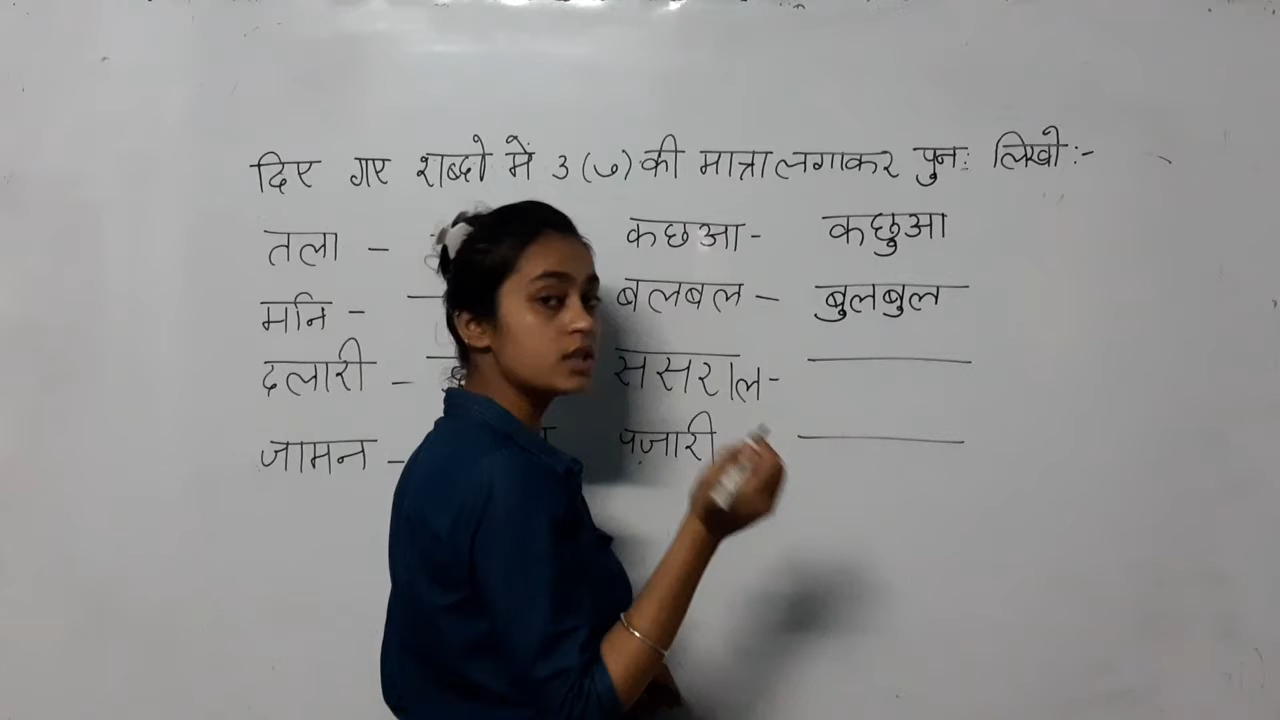 दिए गए शब्दो में उ (ु) की मात्रा लगाकर पुनः लिखो :-
तला - कछआ - कछुआ
मनि - बलबल - बुलबुल
दलारी - ससराल -
जामन - पज़ारी